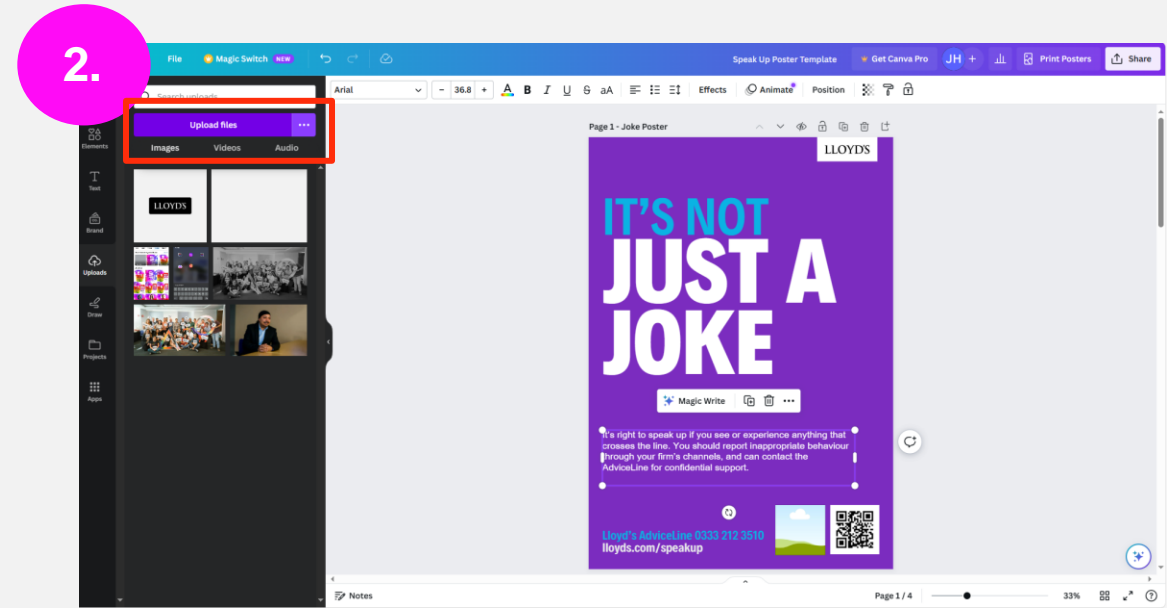 2.
File
Magic Switch NEW
Speak Up Poster Template
Get Canva Pro
JH
+
Print Posters
Share
Search uploads
Arial
- 36.8 +
A B I U S aA
Effects
Animate
Position
Upload files
...
Images Videos Audio
Elements
Text
Brand
Uploads
Draw
Projects
Apps
LLOYD'S
Page 1 - Joke Poster
LLOYD'S
IT'S NOT
JUST A
JOKE
Magic Write
...
It's right to speak up if you see or experience anything that
crosses the line. You should report inappropriate behaviour
through your firm's channels, and can contact the
AdviceLine for confidential support.
Lloyd's AdviceLine 0333 212 3510
lloyds.com/speakup
Notes
Page 1 / 4
33%
?